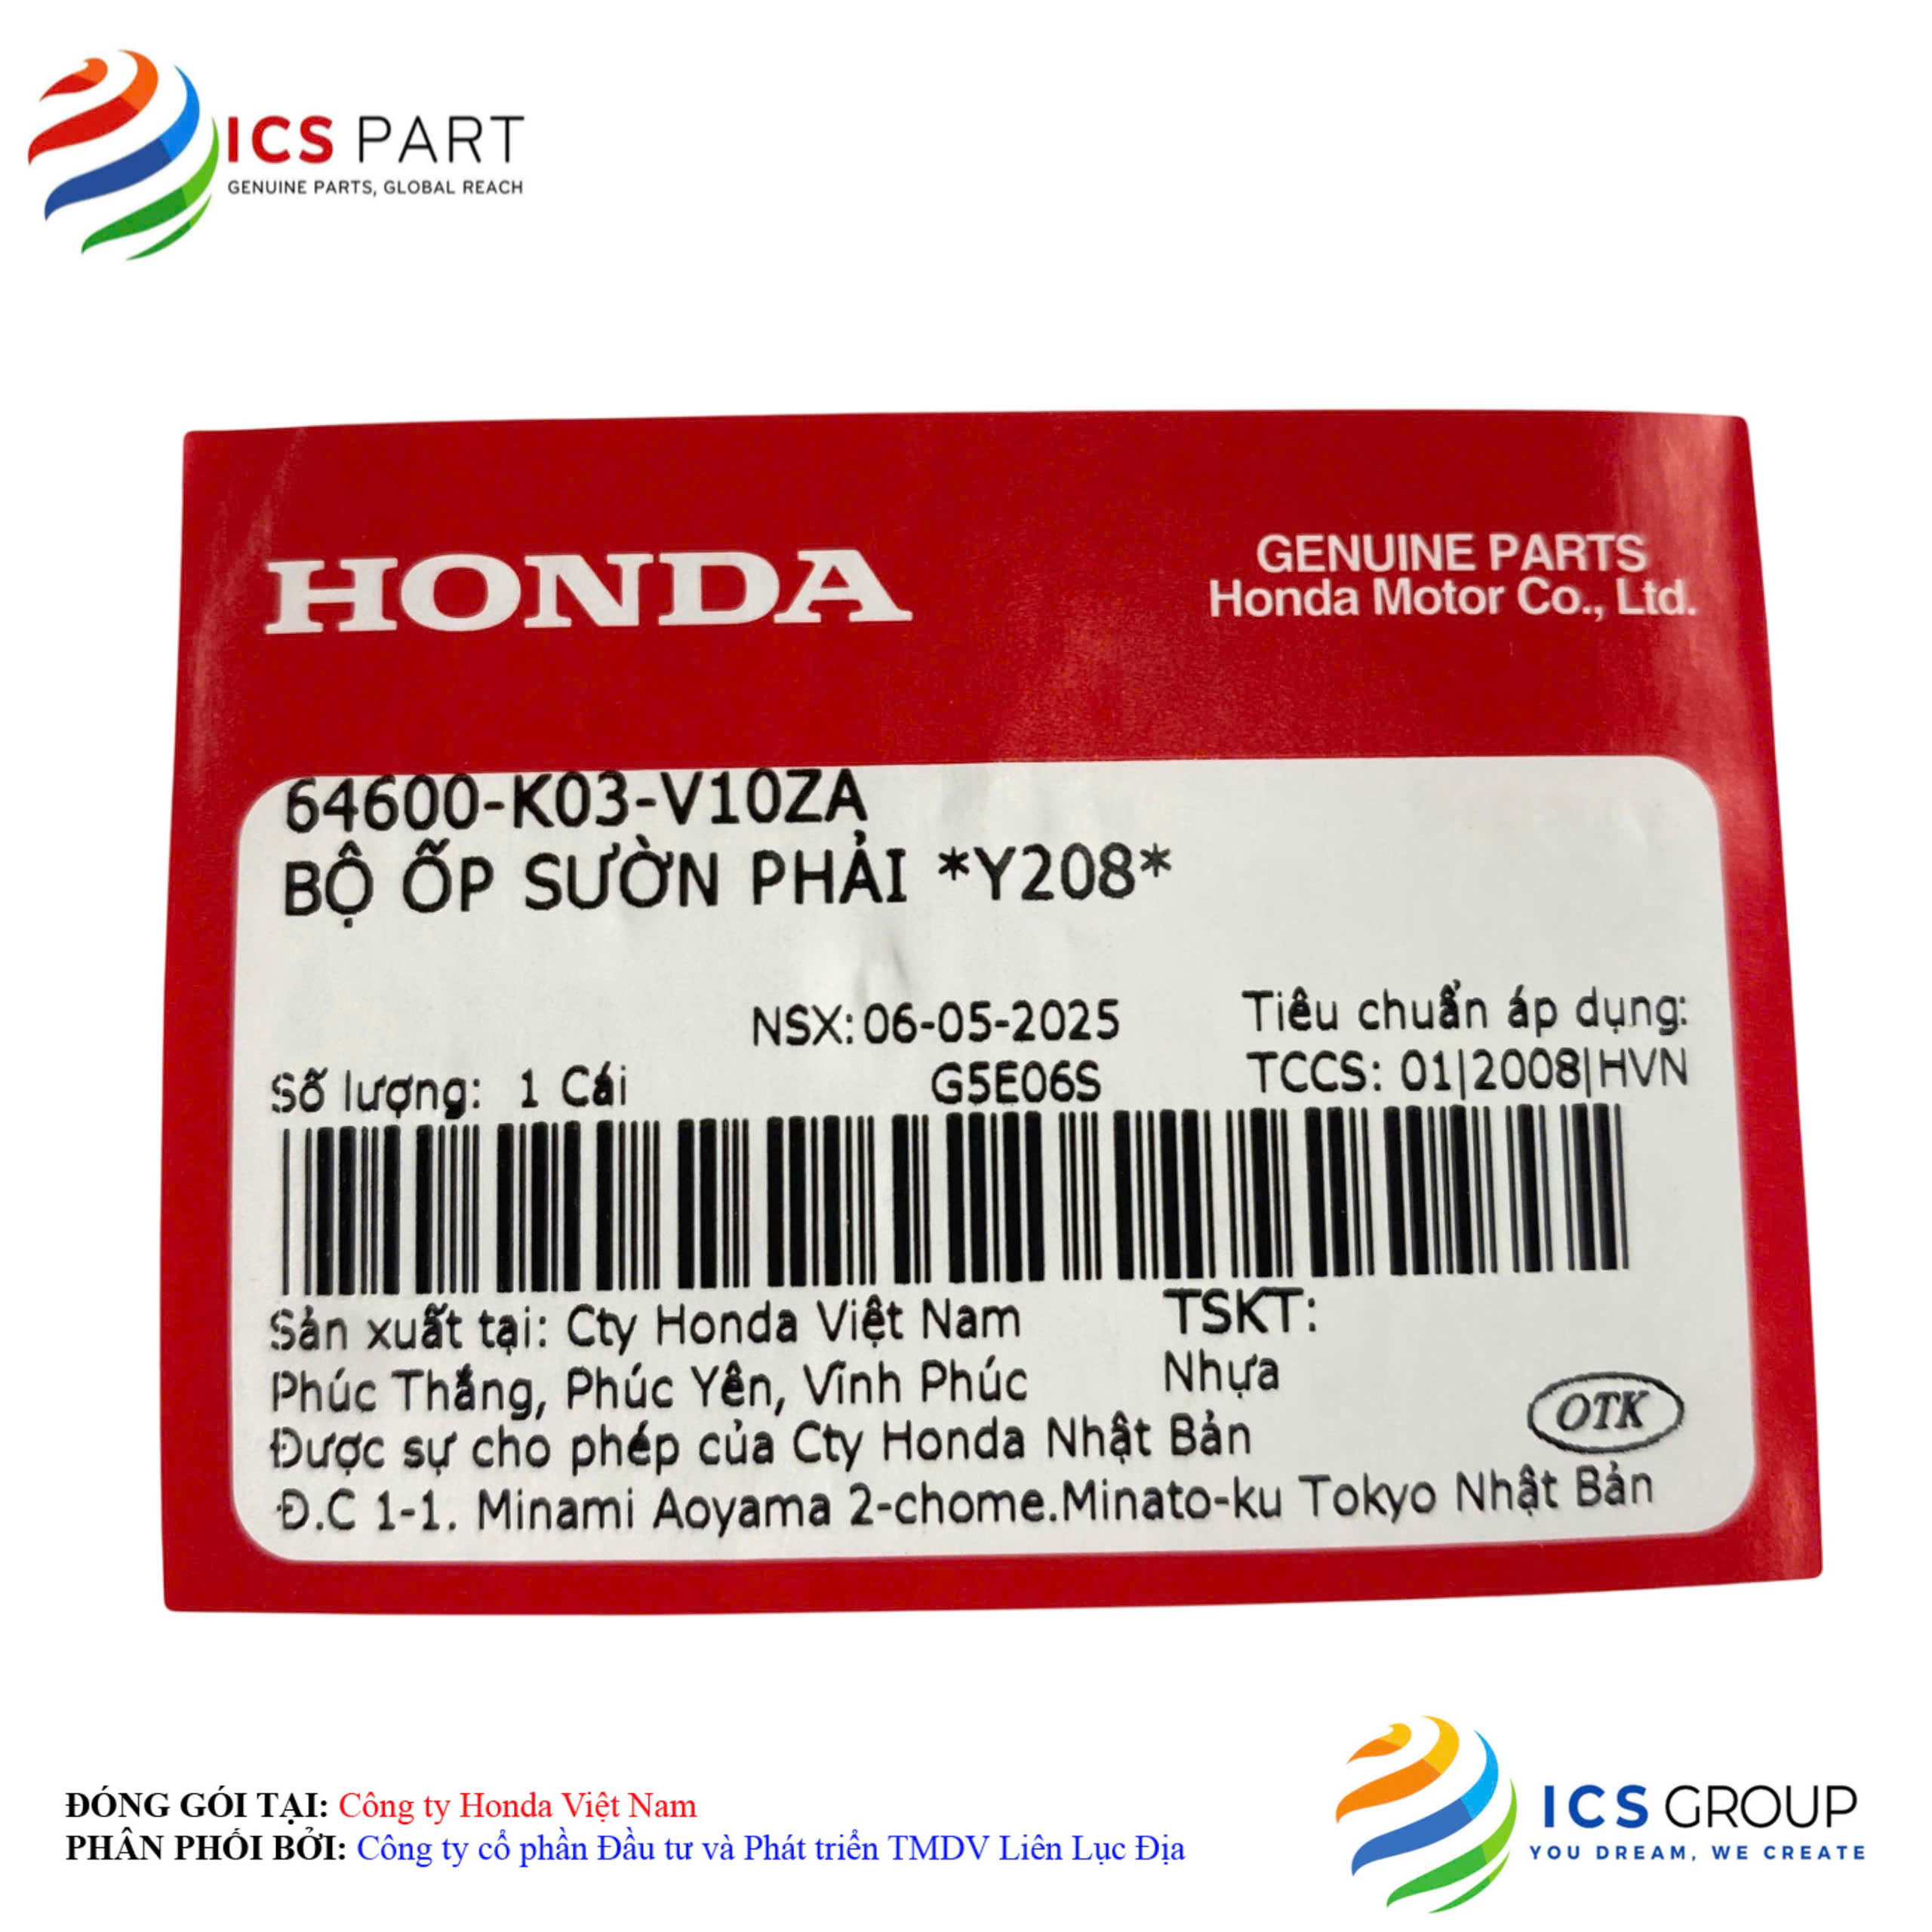 ICS PART
GENUINE PARTS, GLOBAL REACH
HONDA
GENUINE PARTS
Honda Motor Co., Ltd.
64600-K03-V10ZA
BỘ ỐP SƯỜN PHẢI *Y208*
NSX: 06-05-2025
Tiêu chuẩn áp dụng:
Số lượng: 1 Cái
G5E06S
TCCS: 01|2008|HVN
Sản xuất tại: Cty Honda Việt Nam
TSKT:
Phúc Thắng, Phúc Yên, Vĩnh Phúc
Nhựa
Được sự cho phép của Cty Honda Nhật Bản
OTK
Đ.C 1-1. Minami Aoyama 2-chome.Minato-ku Tokyo Nhật Bản
ĐÓNG GÓI TẠI: Công ty Honda Việt Nam
PHÂN PHỐI BỞI: Công ty cổ phần Đầu tư và Phát triển TMDV Liên Lục Địa
ICS GROUP
YOU DREAM, WE CREATE